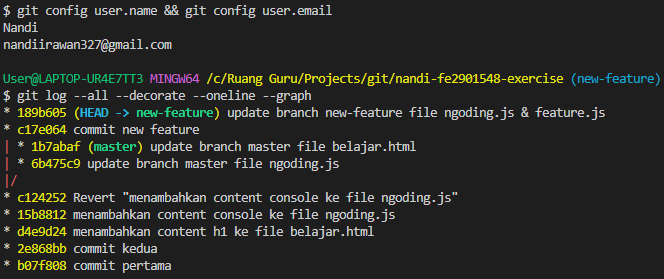 $ git config user.name && git config user.email
Nandi
nandiirawan327@gmail.com
User@LAPTOP-UR4E7TT3 MINGW64 /c/Ruang Guru/Projects/git/nandi-fe2901548-exercise (new-feature)
$ git log --all --decorate --oneline --graph
* 189b605 (HEAD -> new-feature) update branch new-feature file ngoding.js & feature.js
* c17e064 commit new feature
| * 1b7abaf (master) update branch master file belajar.html
| * 6b475c9 update branch master file ngoding.js
|/
* c124252 Revert "menambahkan content console ke file ngoding.js"
* 15b8812 menambahkan content console ke file ngoding.js
* d4e9d24 menambahkan content h1 ke file belajar.html
* 2e868bb commit kedua
* b07f808 commit pertama